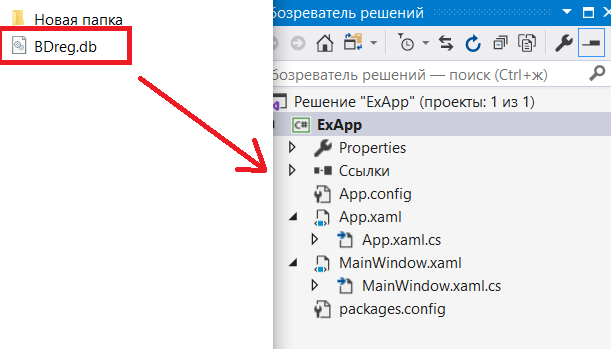 Новая папка
BDreg.db
бозреватель решений
бозреватель решений — поиск (Ctrl+ж)
Решение "ExApp" (проекты: 1 из 1)
C# ExApp
Properties
Ссылки
App.config
App.xaml
App.xaml.cs
MainWindow.xaml
MainWindow.xaml.cs
packages.config